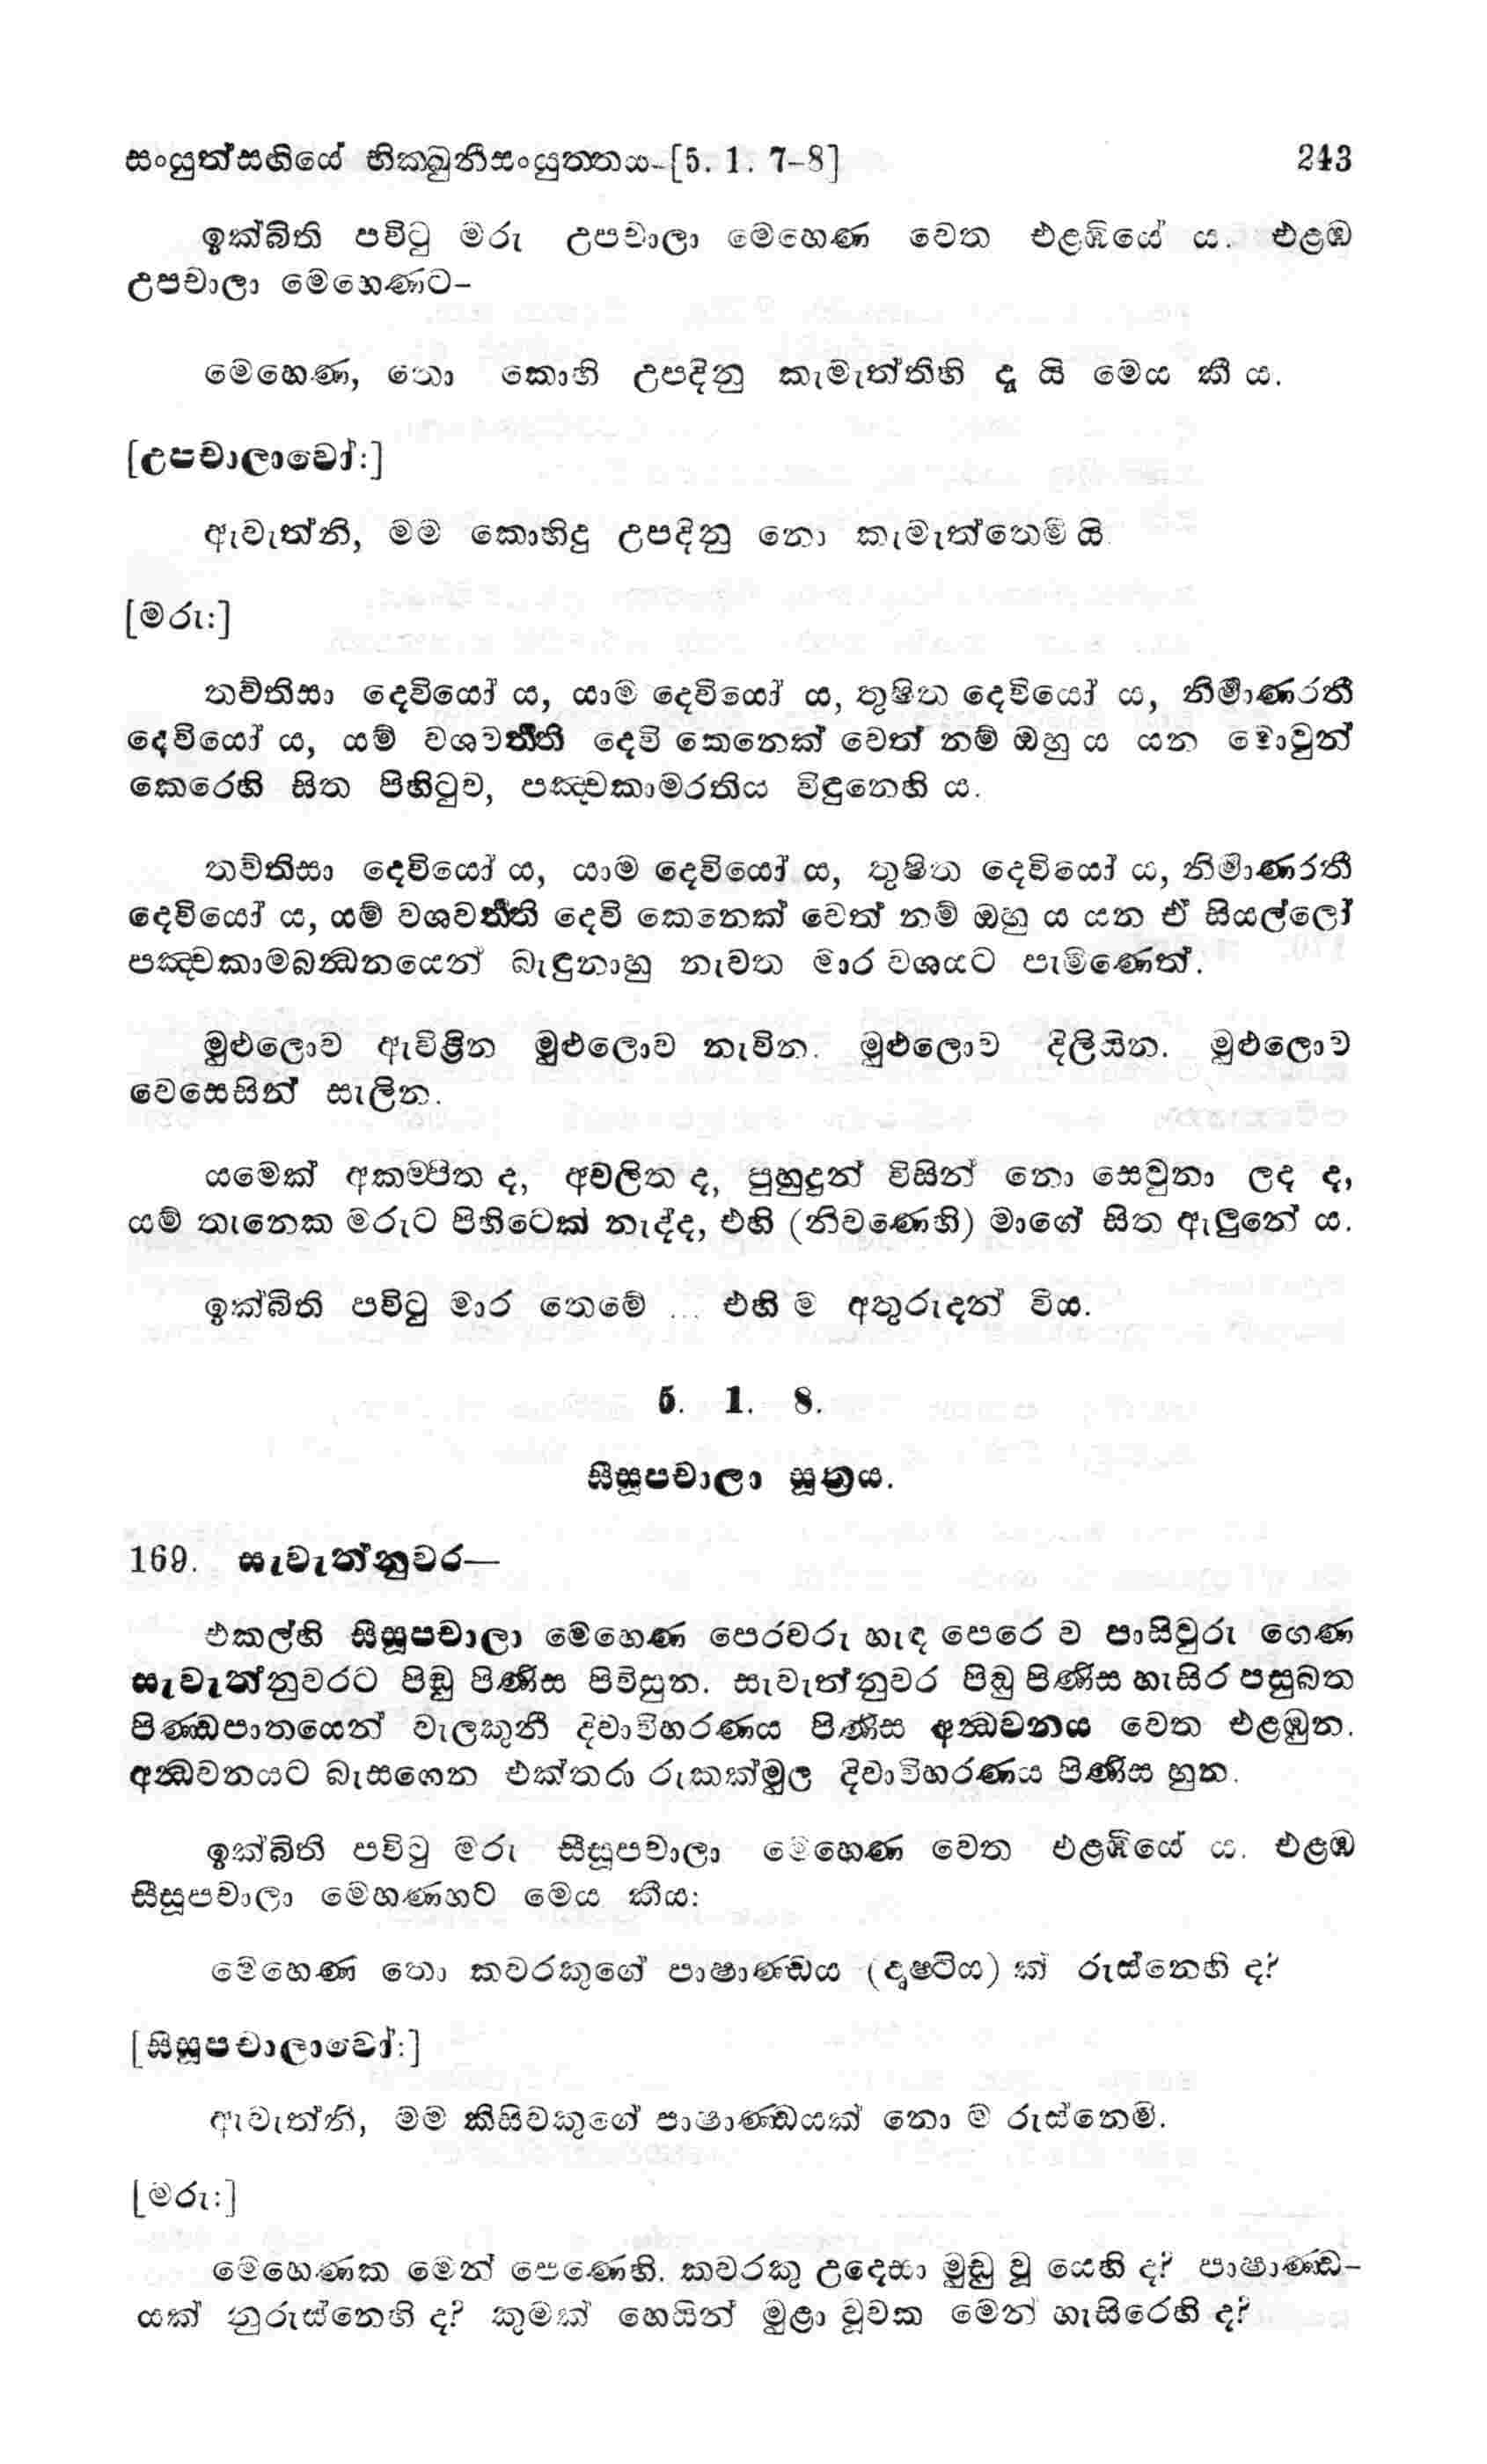 සංයුත්සඟියේ භික්ඛුනීසංයුත්තය-[5. 1. 7-8] 243
ඉක්බිති පවිටු මරු උපචාලා මෙහෙණ වෙත එළඹියේ ය. එළඹ
උපචාලා මෙහෙණට-
මෙහෙණ, තො කොහි උපදිනු කැමැත්තිහි දැ යි මෙය කී ය.
[උපචාලාවෝ:]
ඇවැත්නි, මම කොහිදු උපදිනු නො කැමැත්තෙමි යි.
[මරු:]
තව්තිසා දෙවියෝ ය, යාම දෙවියෝ ය, තුෂිත දෙවියෝ ය, නිර්‍මාණරතී
දෙවියෝ ය, යම් වශවර්‍තී දෙවි කෙනෙක් වෙත් නම් ඔහු ය යන මොවුන්
කෙරෙහි සිත පිහිටුව, පඤ්චකාමරතිය විඳුනෙහි ය.
තව්තිසා දෙවියෝ ය, යාම දෙවියෝ ය, තුෂිත දෙවියෝ ය, නිර්‍මාණරතී
දෙවියෝ ය, යම් වශවර්‍තී දෙවි කෙනෙක් වෙත් නම් ඔහු ය යන ඒ සියල්ලෝ
පඤ්චකාමබන්ධනයෙන් බැඳුනාහු නැවත මාර වශයට පැමිණෙත්.
මුළුලොව ඇවිළින මුළුලොව තැවින. මුළුලොව දිලියින. මුළුලොව
වෙසෙසින් සැලින.
යමෙක් අකම්පිත ද, අචලිත ද, පුහුදුන් විසින් නො සෙවුනා ලද ද,
යම් තැනෙක මරුට පිහිටෙක් නැද්ද, එහි (නිවණෙහි) මාගේ සිත ඇලුනේ ය.
ඉක්බිති පවිටු මාර තෙමේ ... එහි ම අතුරුදන් විය.
5. 1. 8.
සීසූපචාලා සූත්‍රය.
169. සැවැත්නුවර—
එකල්හි සීසූපචාලා මෙහෙණ පෙරවරු හැඳ පෙරෙ ව පාසිවුරු ගෙණ
සැවැත්නුවරට පිඬු පිණිස පිවිසුන. සැවැත්නුවර පිඬු පිණිස හැසිර පසුබත
පිණ්ඩපාතයෙන් වැලකුනී දිවාවිහරණය පිණිස අන්ධවනය වෙත එළඹුන.
අන්ධවනයට බැසගෙන එක්තරා රුකක්මුල දිවාවිහරණය පිණිස හුන.
ඉක්බිති පවිටු මරු සීසූපචාලා මෙහෙණ වෙත එළඹියේ ය. එළඹ
සීසූපචාලා මෙහණහට මෙය කීය:
මෙහෙණ තො කවරකුගේ පාෂාණ්ඩය (දෘෂ්ටිය) ක් රුස්නෙහි ද?
[සීසූපචාලාවෝ:]
ඇවැත්නි, මම කිසිවකුගේ පාෂාණ්ඩයක් නො ම රුස්නෙමි.
[මරු:]
මෙහෙණක මෙන් පෙණෙහි. කවරකු උදෙසා මුඩු වූ යෙහි ද? පාෂාණ්ඩ-
යක් නුරුස්නෙහි ද? කුමක් හෙයින් මුළා වූවක මෙන් හැසිරෙහි ද?